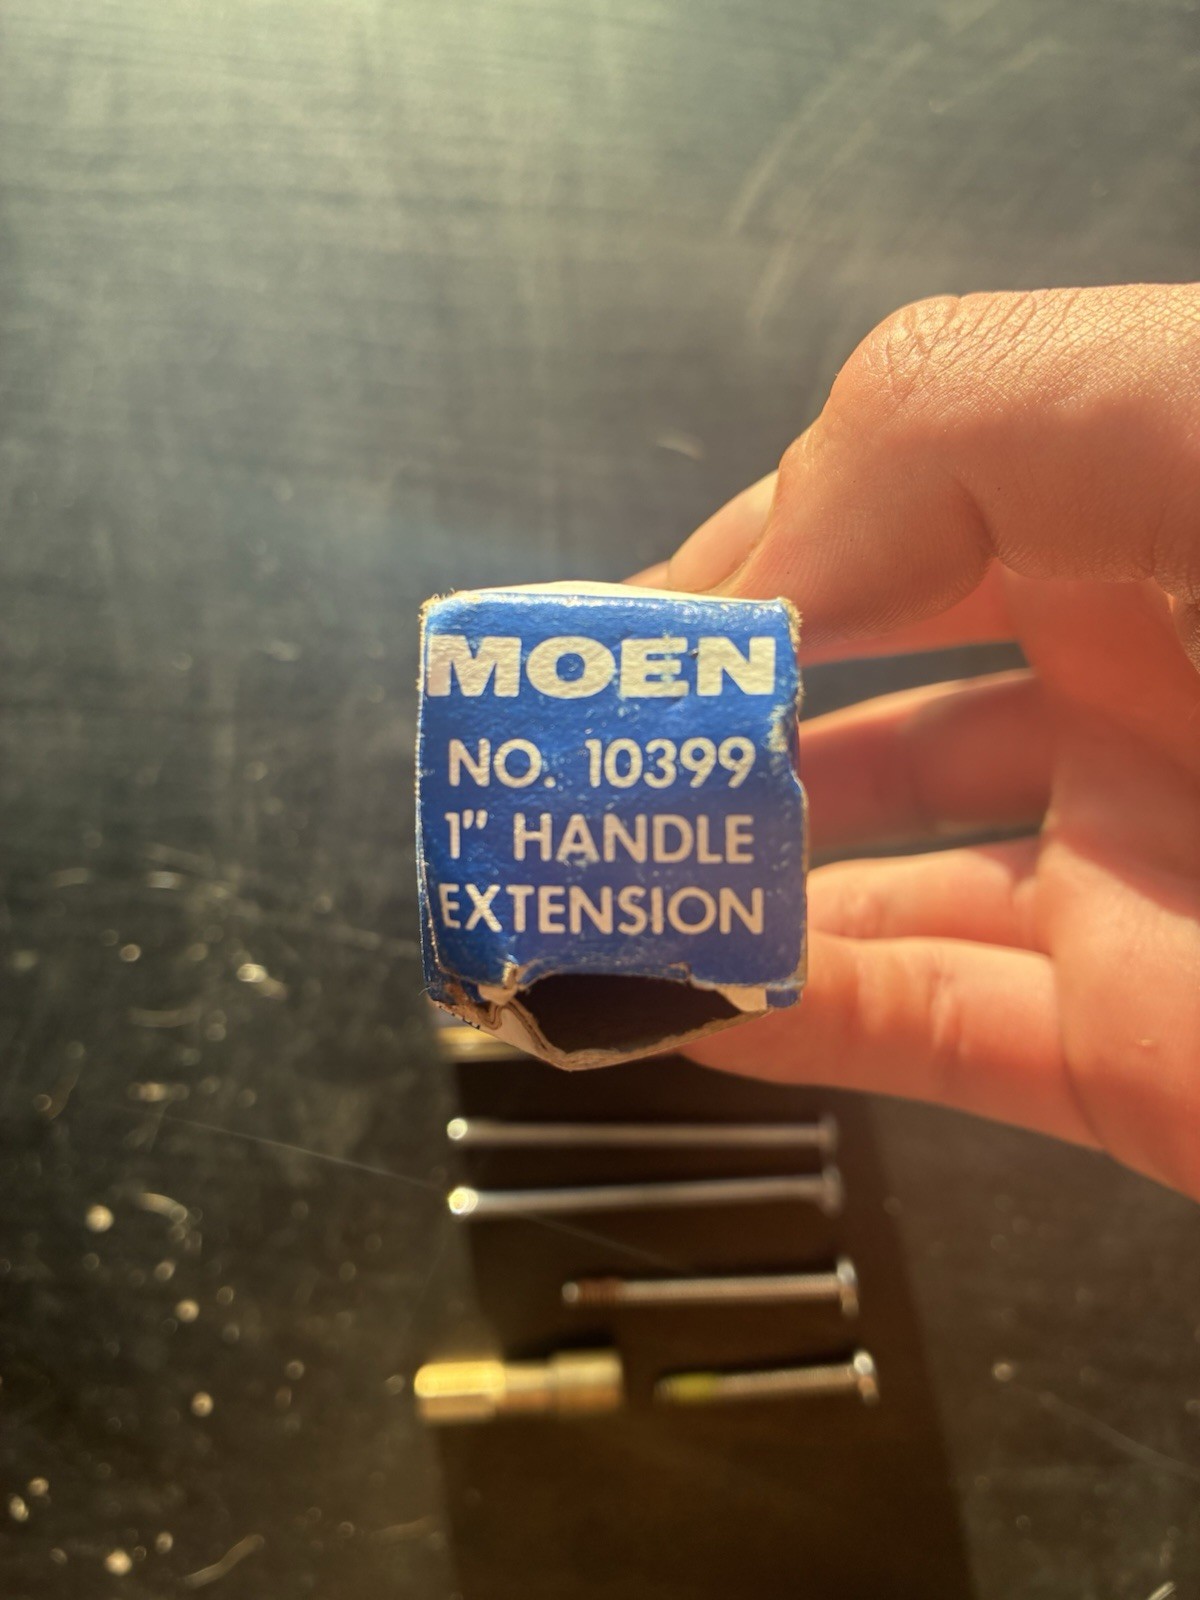 MOEN
NO. 10399
1" HANDLE
EXTENSION